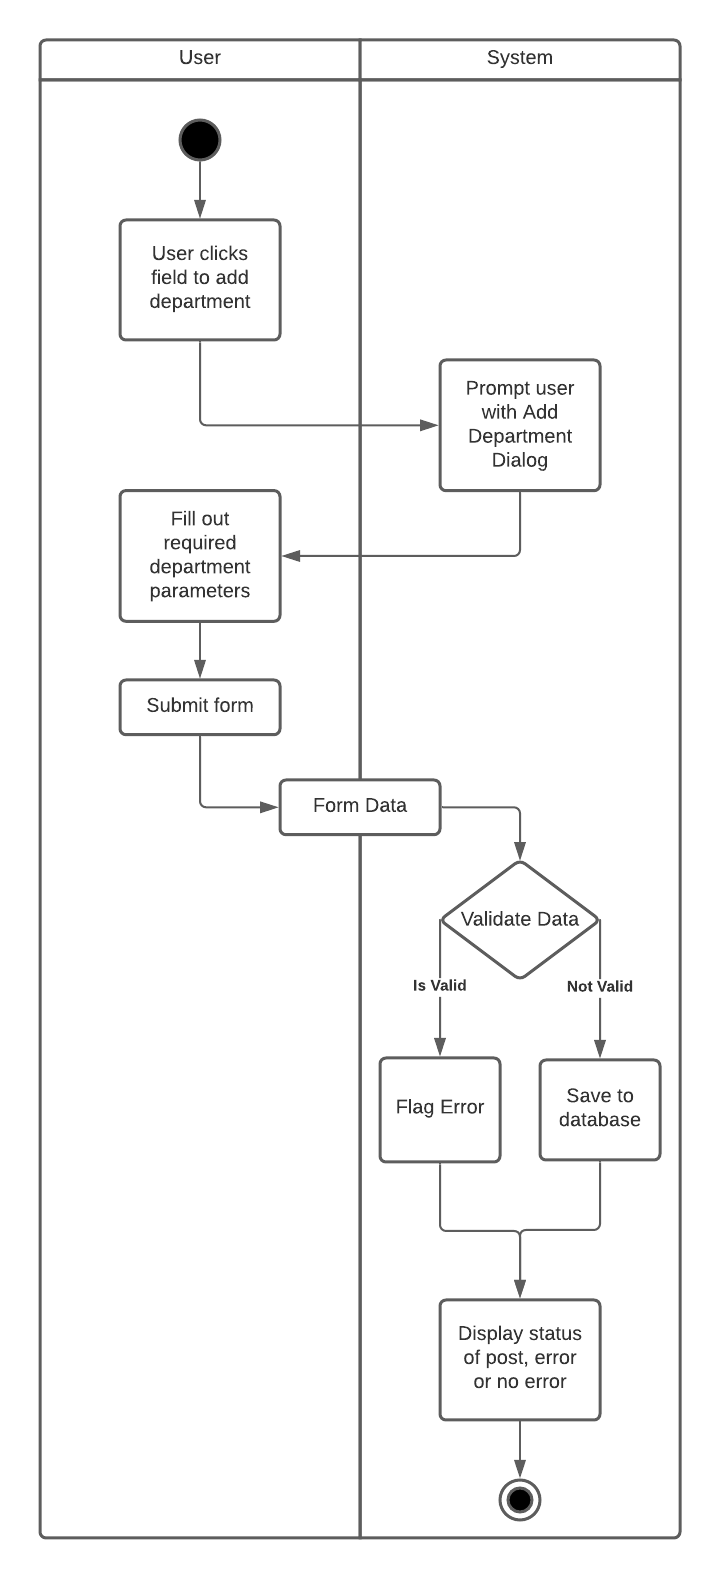 User
System
User clicks
field to add
department
Prompt user
with Add
Department
Dialog
Fill out
required
department
parameters
Submit form
Form Data
Validate Data
Is Valid
Not Valid
Flag Error
Save to
database
Display status
of post, error
or no error